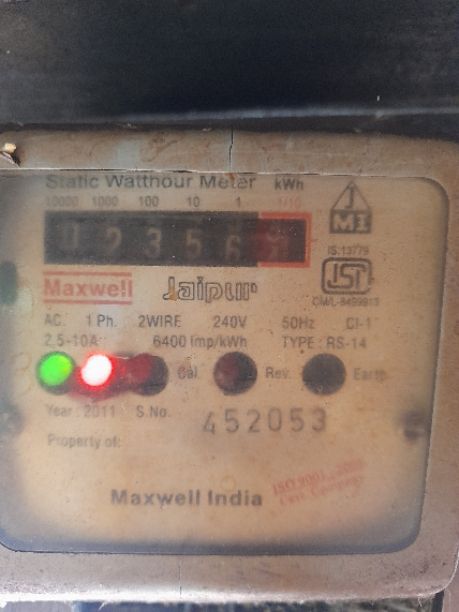 Static Watthour Meter kWh
10000 1000 100 10 1 1/10
0 2 3 5 6
J
MI
IS:13779
Maxwell Jaipur
ISI
CM/L-8499913
AC. 1 Ph. 2WIRE 240V 50Hz Cl-1
2.5-10A 6400 imp/kWh TYPE: RS-14
Cal. Rev. Earth
Year: 2011 S.No. 452053
Property of:
Maxwell India
ISO 9001